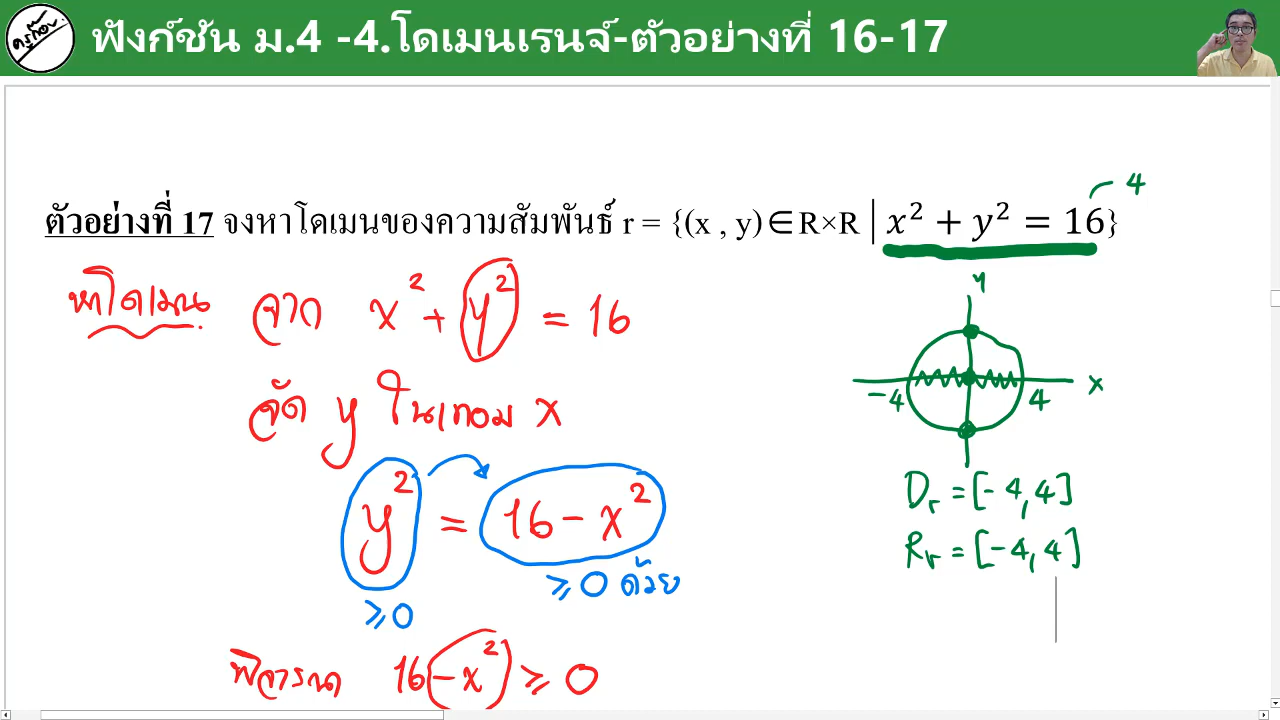 ครูก้อง
ฟังก์ชัน ม.4 -4.โดเมนเรนจ์-ตัวอย่างที่ 16-17
4
ตัวอย่างที่ 17 จงหาโดเมนของความสัมพันธ์ r = {(x , y)∈R×R | x² + y² = 16}
หาโดเมน จาก x² + y² = 16
y
-4 4 x
จัด y ในเทอม x
y² = 16 - x²
≥0 ≥0 ด้วย
Dr = [-4,4]
Rr = [-4,4]
พิจารณา 16 - x² ≥ 0